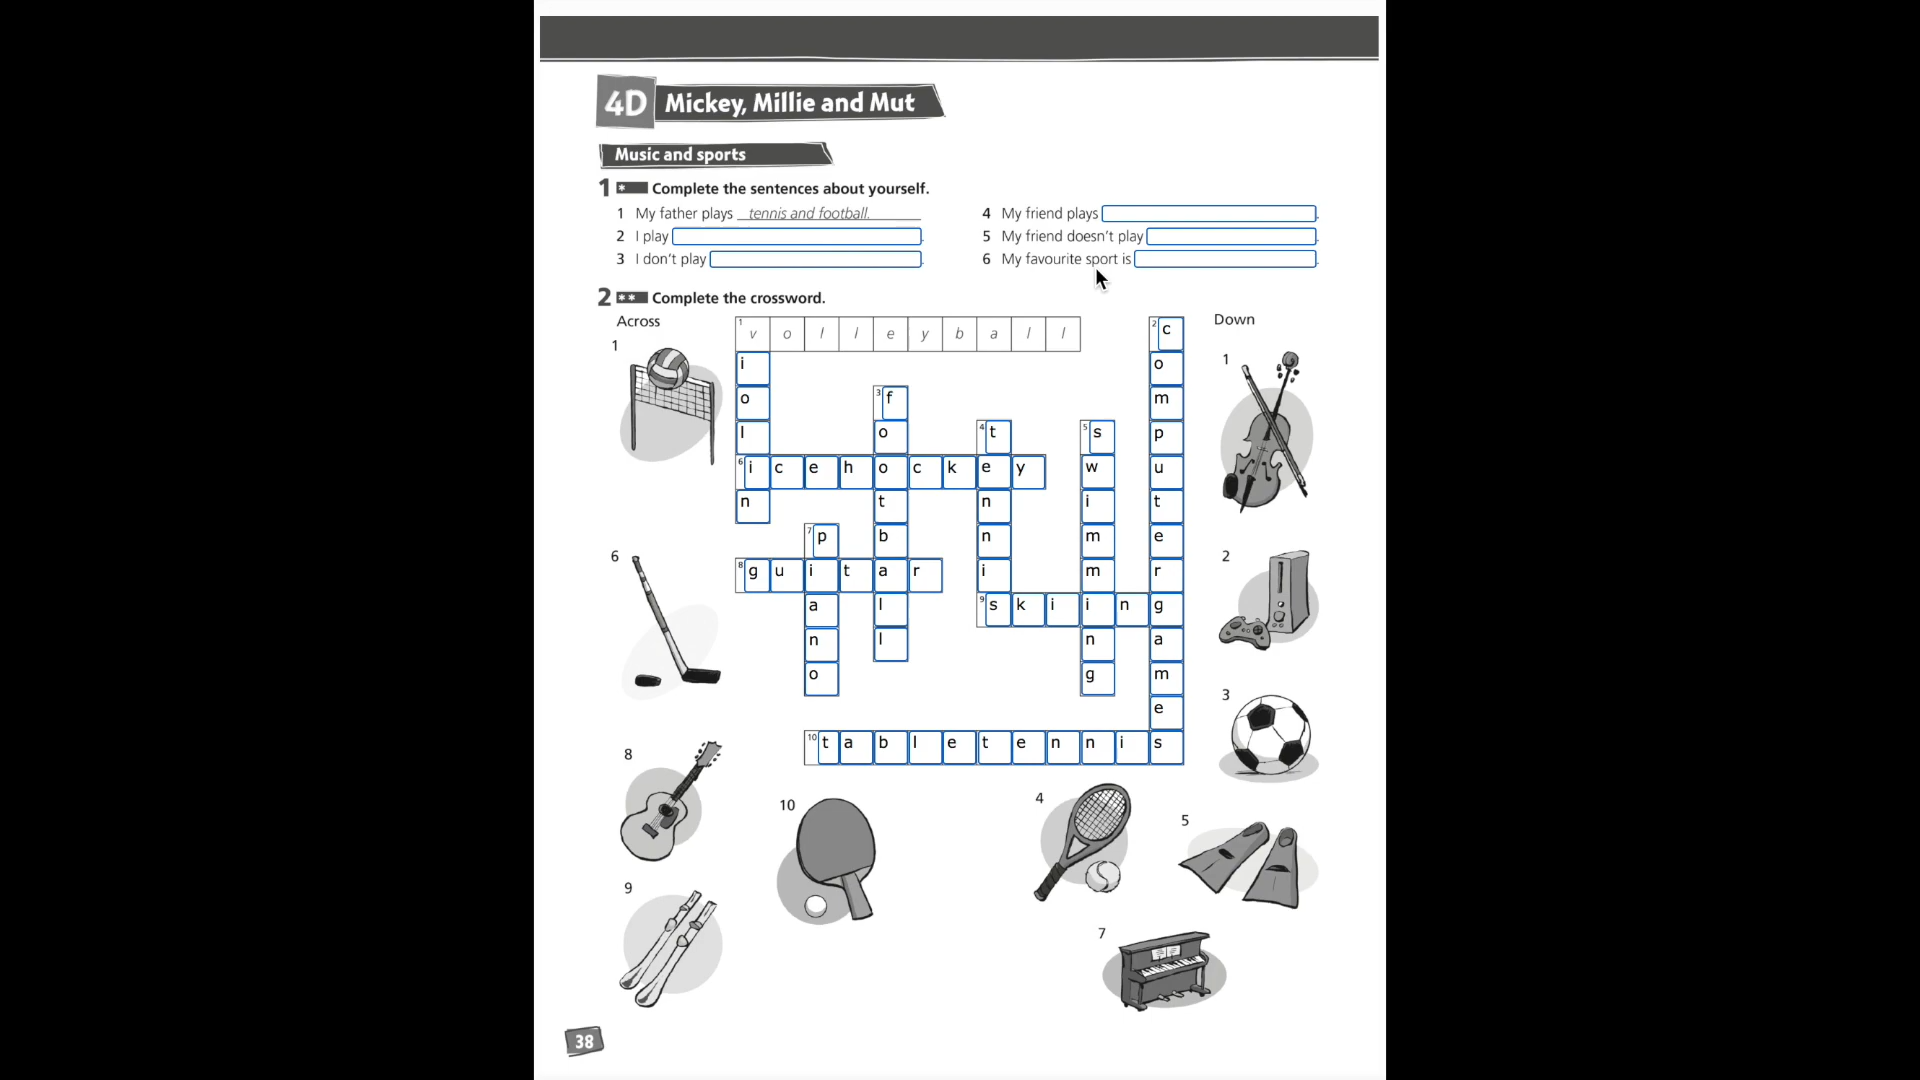 4D Mickey, Millie and Mut
Music and sports
1 * Complete the sentences about yourself.
1 My father plays tennis and football.
2 I play .
3 I don't play .
4 My friend plays .
5 My friend doesn't play .
6 My favourite sport is .
2 ** Complete the crossword.
Across
Down
1 v o l l e y b a l l
2 c
i
o
o
3 f
m
l
o
4 t
5 s
p
6 i c e h o c k e y
w
u
n
t
n
i
t
7 p
b
n
m
e
8 g u i t a r
i
m
r
a
l
9 s k i i n g
n
l
n
a
o
g
m
e
10 t a b l e t e n n i s
1
1
6
2
3
8
10
4
5
9
7
38